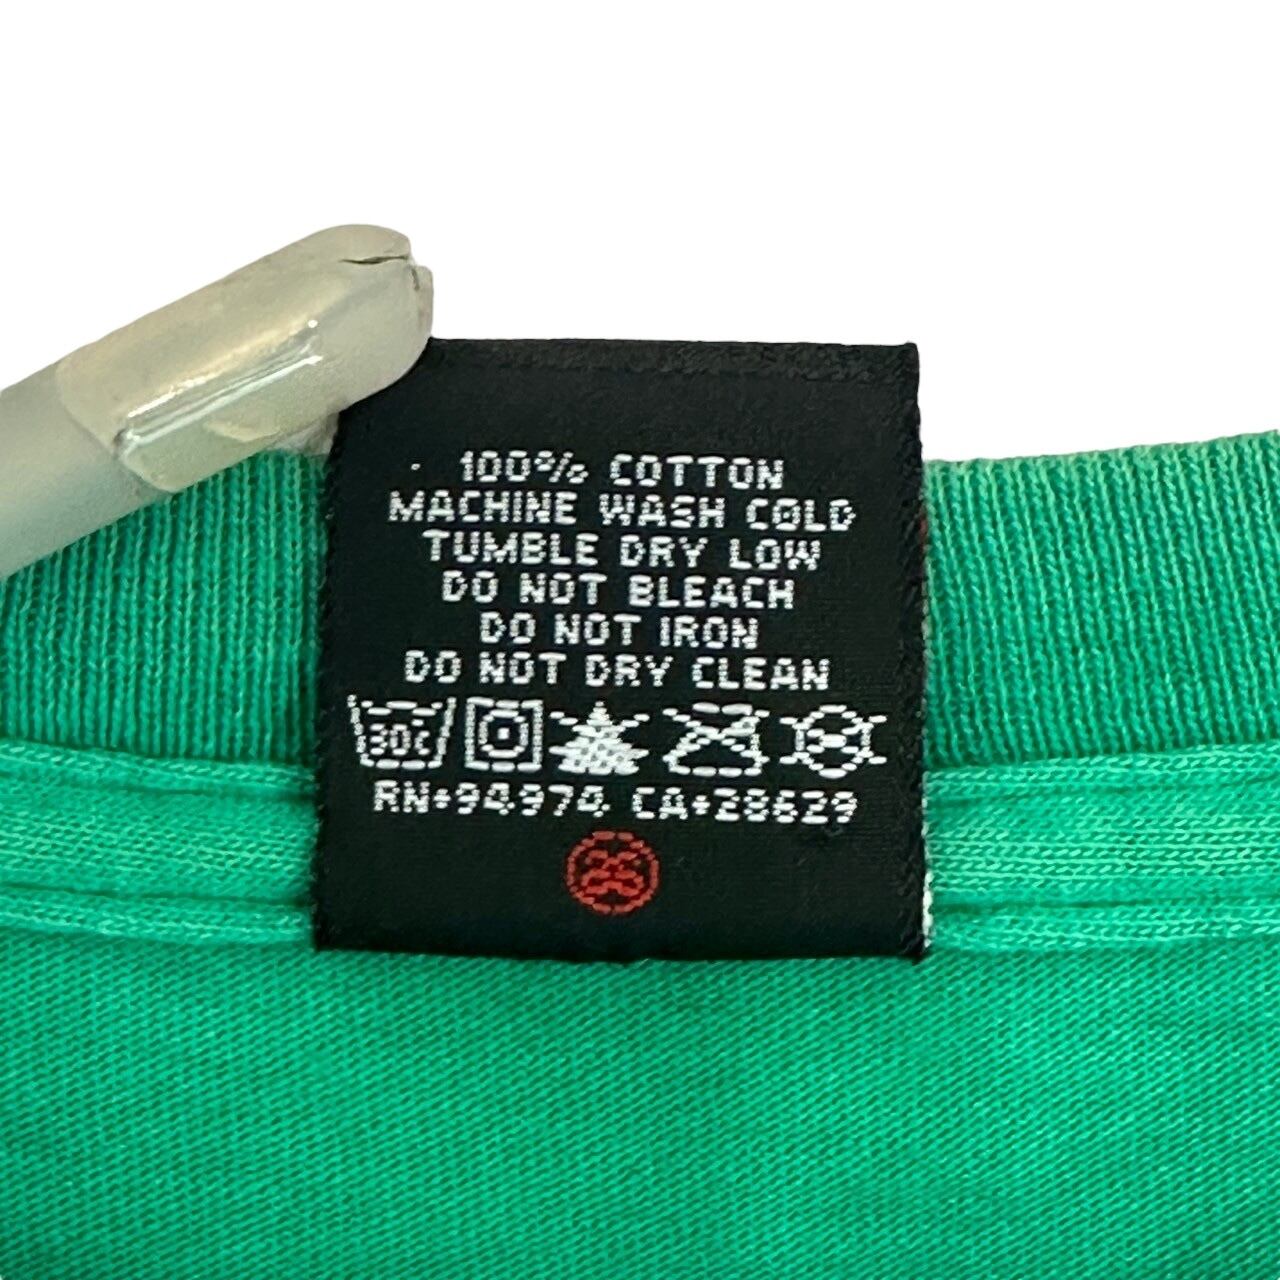 100% COTTON
MACHINE WASH COLD
TUMBLE DRY LOW
DO NOT BLEACH
DO NOT IRON
DO NOT DRY CLEAN
30C
RN#94974 CA#28629